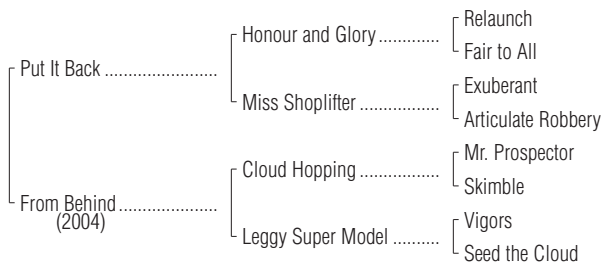 Relaunch
Honour and Glory .............
Fair to All
Put It Back ........................
Exuberant
Miss Shoplifter .................
Articulate Robbery
Mr. Prospector
Cloud Hopping .................
Skimble
From Behind .....................
(2004)
Vigors
Leggy Super Model ..........
Seed the Cloud